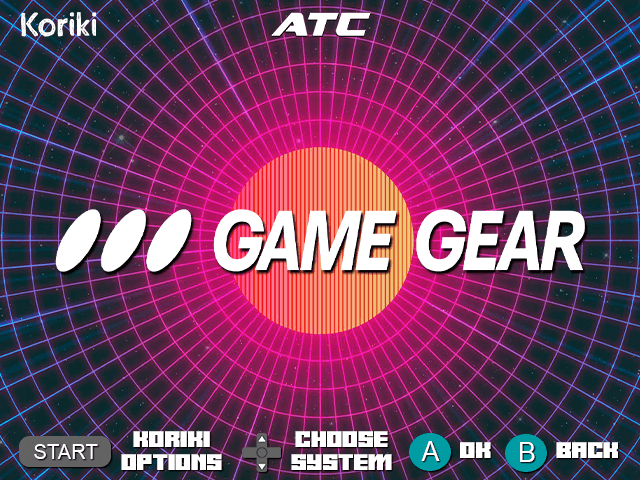 Koriki
ATC
GAME GEAR
START
KORIKI
OPTIONS
CHOOSE
SYSTEM
A
OK
B
BACK